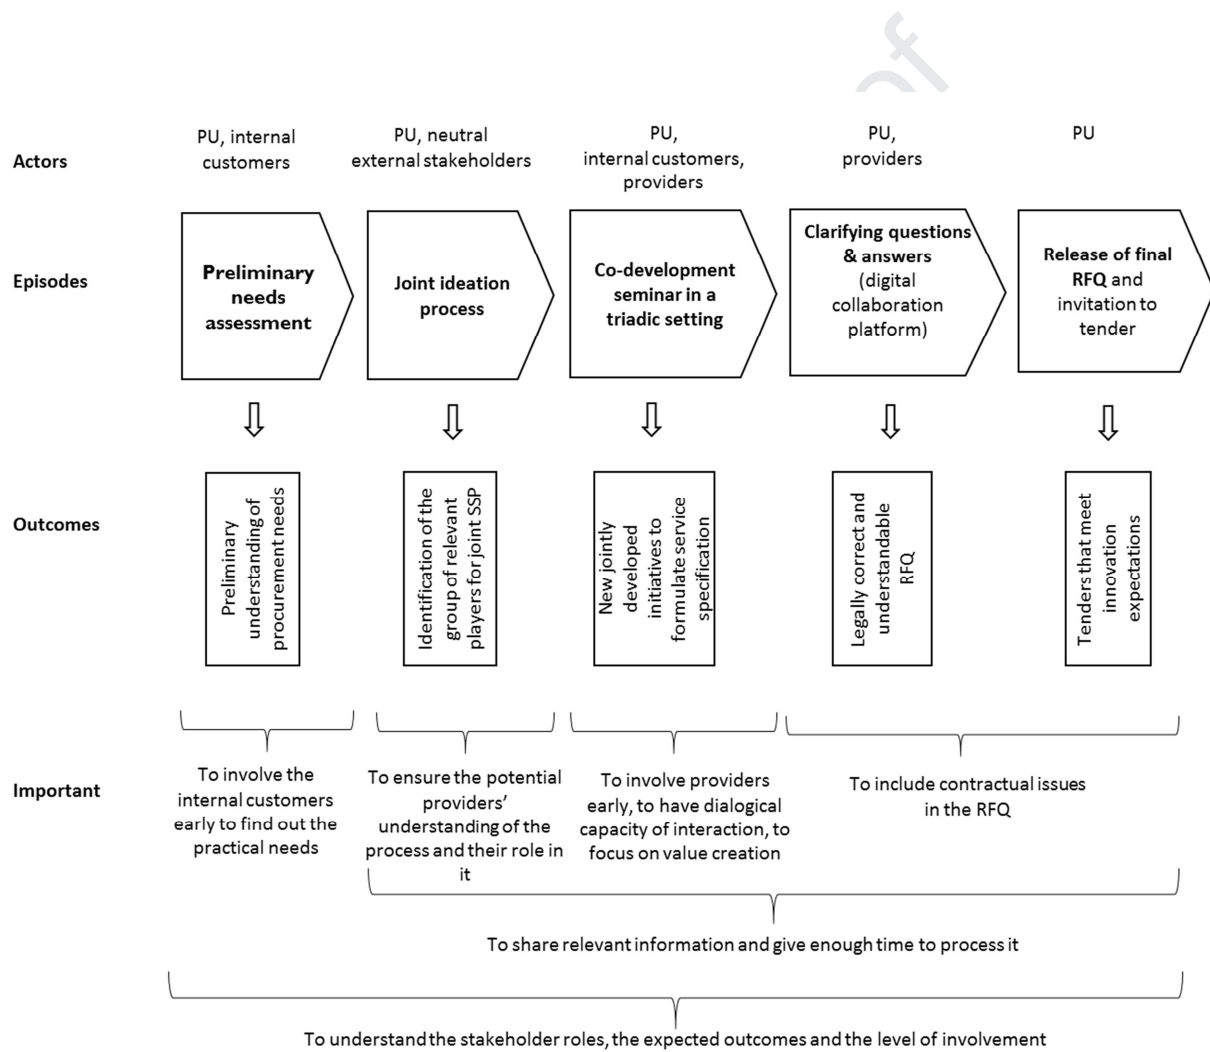 of
Actors
PU, internal
customers
PU, neutral
external stakeholders
PU,
internal customers,
providers
PU,
providers
PU
Episodes
Preliminary
needs
assessment
Joint ideation
process
Co-development
seminar in a
triadic setting
Clarifying questions
& answers
(digital
collaboration
platform)
Release of final
RFQ and
invitation to
tender
Outcomes
Preliminary
understanding of
procurement needs
Identification of the
group of relevant
players for joint SSP
New jointly
developed
initiatives to
formulate service
specification
Legally correct and
understandable
RFQ
Tenders that meet
innovation
expectations
Important
To involve the
internal customers
early to find out the
practical needs
To ensure the potential
providers'
understanding of the
process and their role in
it
To involve providers
early, to have dialogical
capacity of interaction, to
focus on value creation
To include contractual issues
in the RFQ
To share relevant information and give enough time to process it
To understand the stakeholder roles, the expected outcomes and the level of involvement